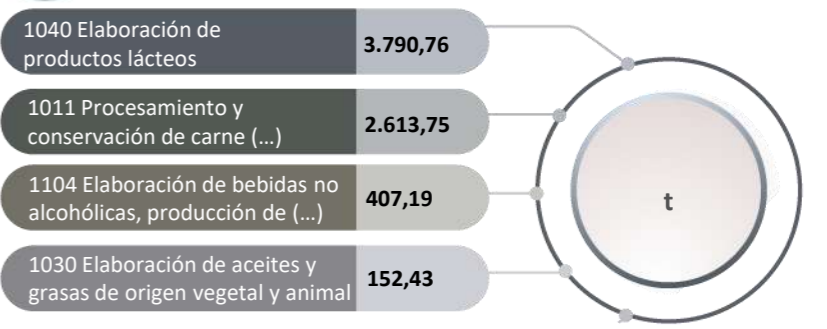 1040 Elaboración de
productos lácteos
3.790,76
1011 Procesamiento y
conservación de carne (...)
2.613,75
1104 Elaboración de bebidas no
alcohólicas, producción de (...)
407,19
1030 Elaboración de aceites y
grasas de origen vegetal y animal
152,43
t